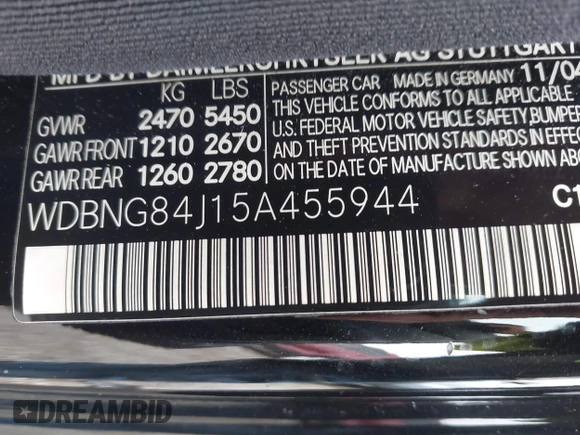 MFD BY DAIMLERCHRYSLER AG STUTTGART
KG LBS
GVWR 2470 5450
GAWR FRONT 1210 2670
GAWR REAR 1260 2780
PASSENGER CAR MADE IN GERMANY 11/04
THIS VEHICLE CONFORMS TO ALL APPLICABLE
U.S. FEDERAL MOTOR VEHICLE SAFETY BUMPER
AND THEFT PREVENTION STANDARDS IN EFFECT
ON THE DATE OF MANUFACTURE SHOWN
WDBNG84J15A455944
C1
DREAMBID